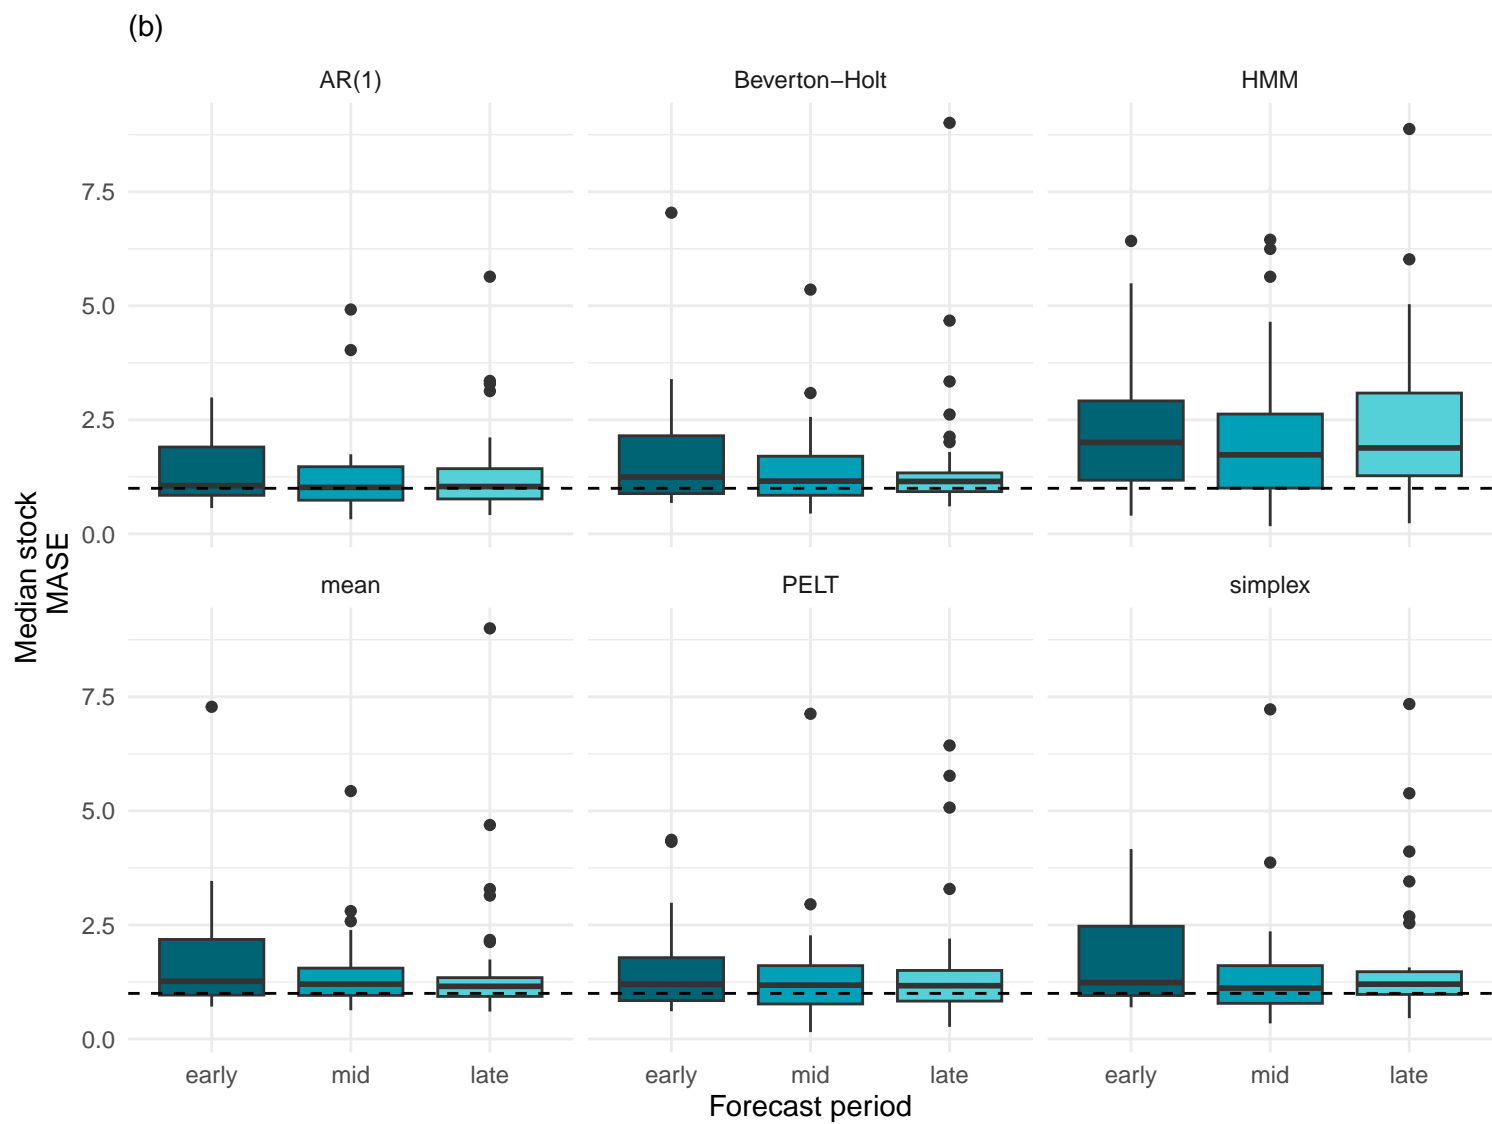 (b)
AR(1)
Beverton−Holt
HMM
7.5
5.0
2.5
0.0
mean
PELT
simplex
7.5
5.0
2.5
0.0
Median stock
MASE
early
mid
late
early
mid
late
early
mid
late
Forecast period